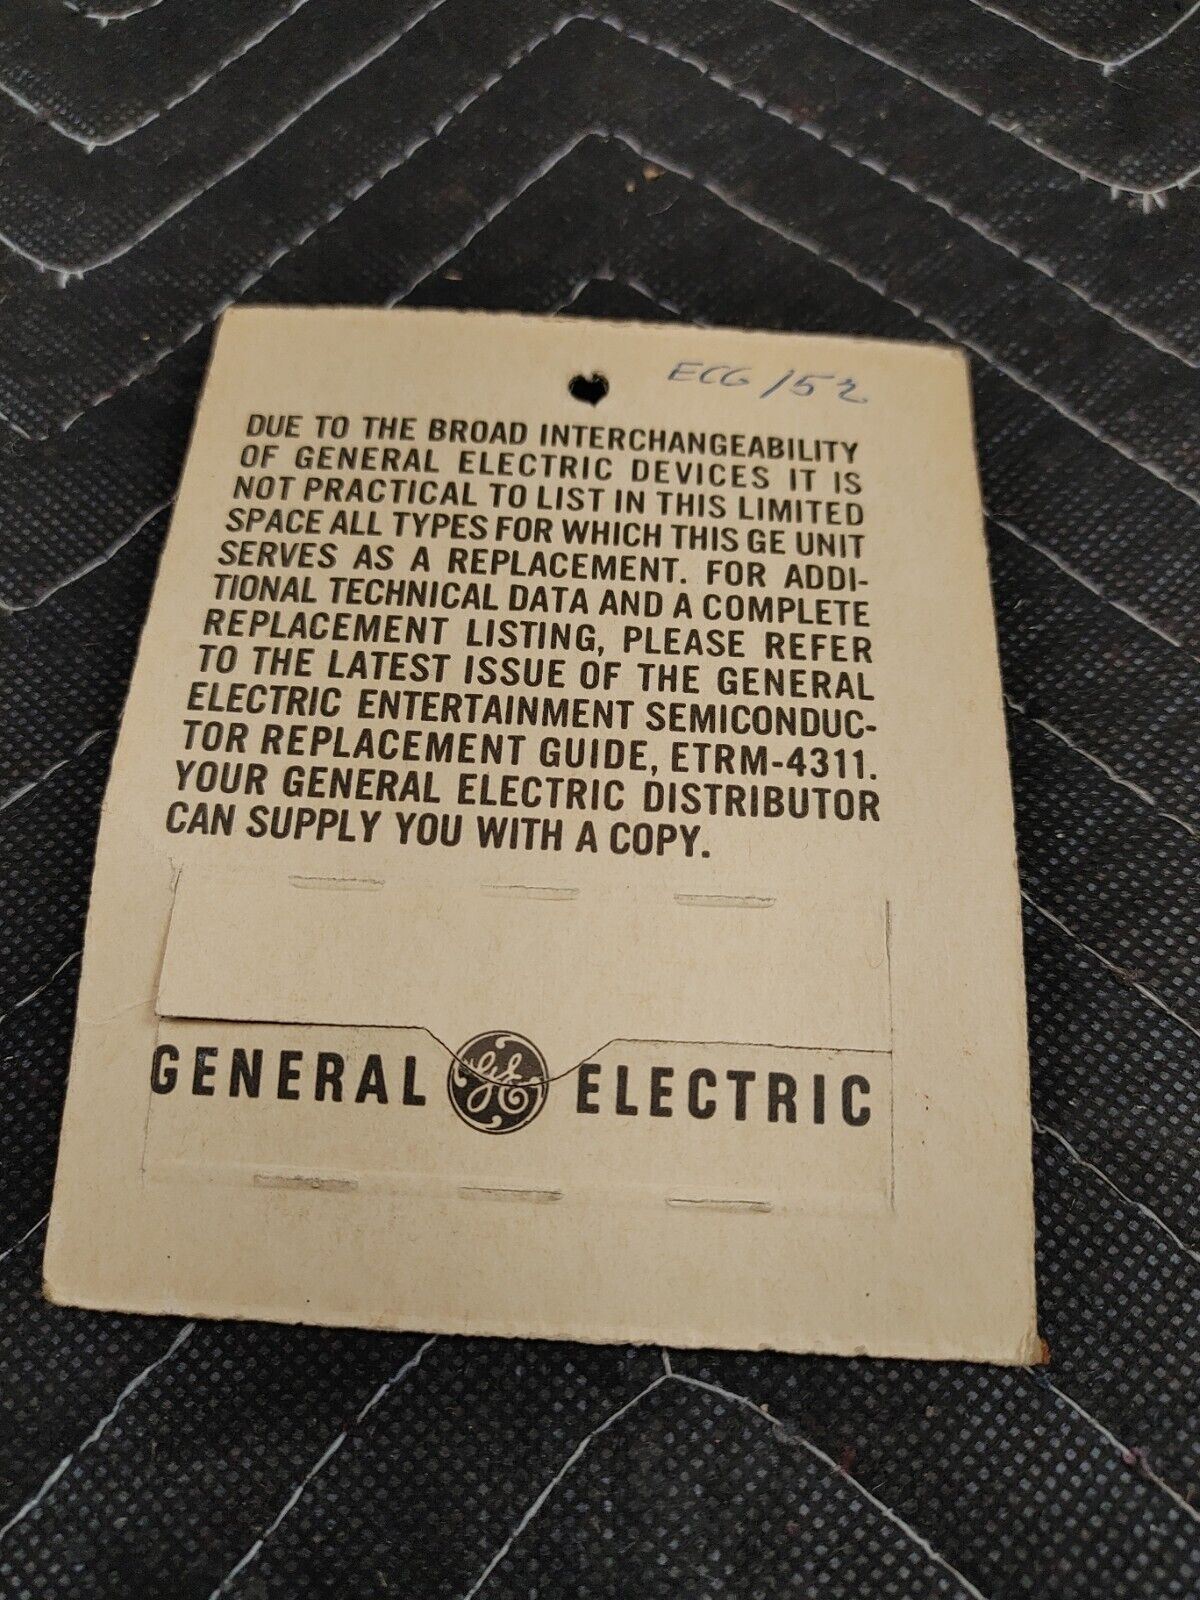 ECG 152
DUE TO THE BROAD INTERCHANGEABILITY
OF GENERAL ELECTRIC DEVICES IT IS
NOT PRACTICAL TO LIST IN THIS LIMITED
SPACE ALL TYPES FOR WHICH THIS GE UNIT
SERVES AS A REPLACEMENT. FOR ADDI-
TIONAL TECHNICAL DATA AND A COMPLETE
REPLACEMENT LISTING, PLEASE REFER
TO THE LATEST ISSUE OF THE GENERAL
ELECTRIC ENTERTAINMENT SEMICONDUC-
TOR REPLACEMENT GUIDE, ETRM-4311.
YOUR GENERAL ELECTRIC DISTRIBUTOR
CAN SUPPLY YOU WITH A COPY.
GENERAL GE ELECTRIC